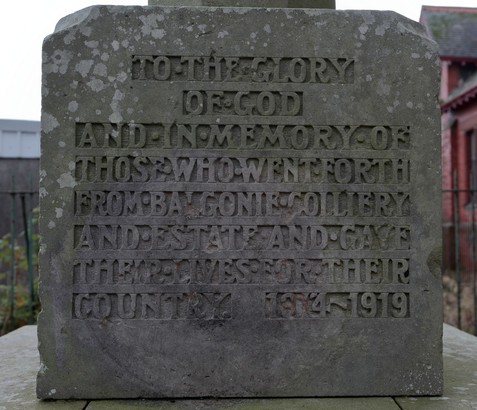 TO·THE·GLORY
OF·GOD
AND·IN·MEMORY·OF
THOSE·WHO·WENT·FORTH
FROM·BALGONIE·COLLIERY
AND·ESTATE·AND·GAVE
THEIR·LIVES·FOR·THEIR
COUNTRY. 1914~1919